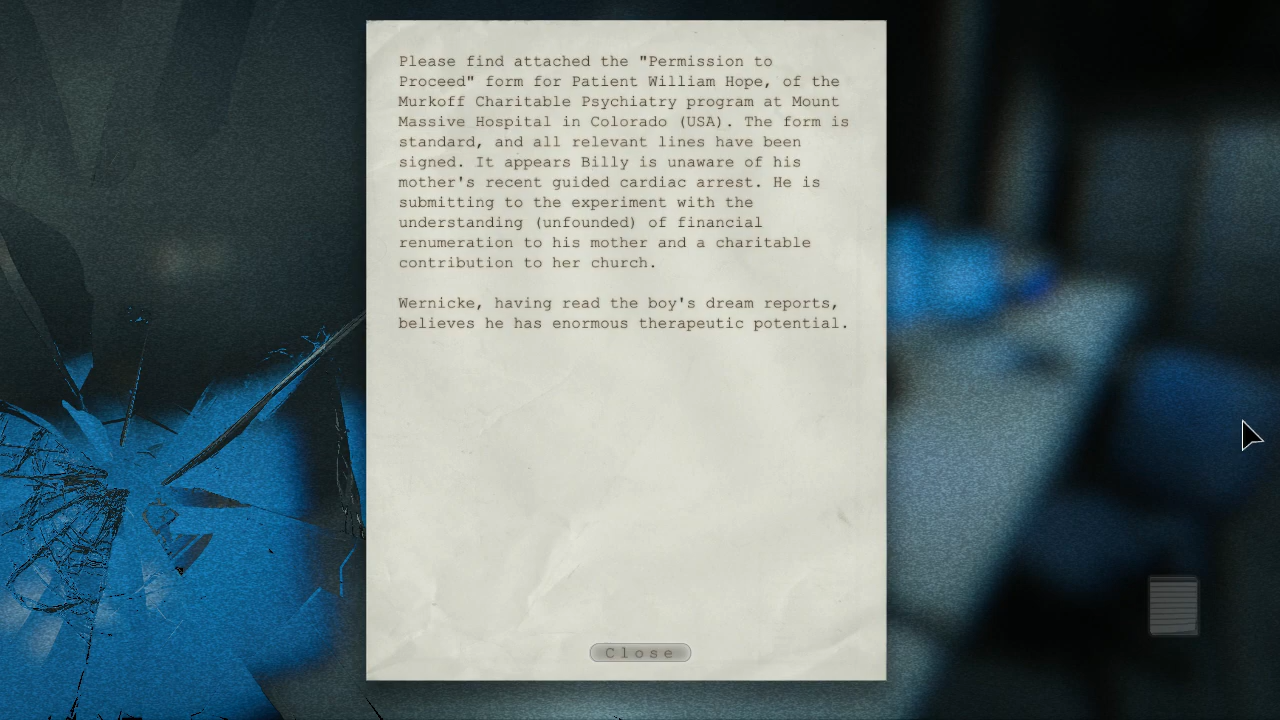 Please find attached the "Permission to
Proceed" form for Patient William Hope, of the
Murkoff Charitable Psychiatry program at Mount
Massive Hospital in Colorado (USA). The form is
standard, and all relevant lines have been
signed. It appears Billy is unaware of his
mother's recent guided cardiac arrest. He is
submitting to the experiment with the
understanding (unfounded) of financial
renumeration to his mother and a charitable
contribution to her church.
Wernicke, having read the boy's dream reports,
believes he has enormous therapeutic potential.
Close